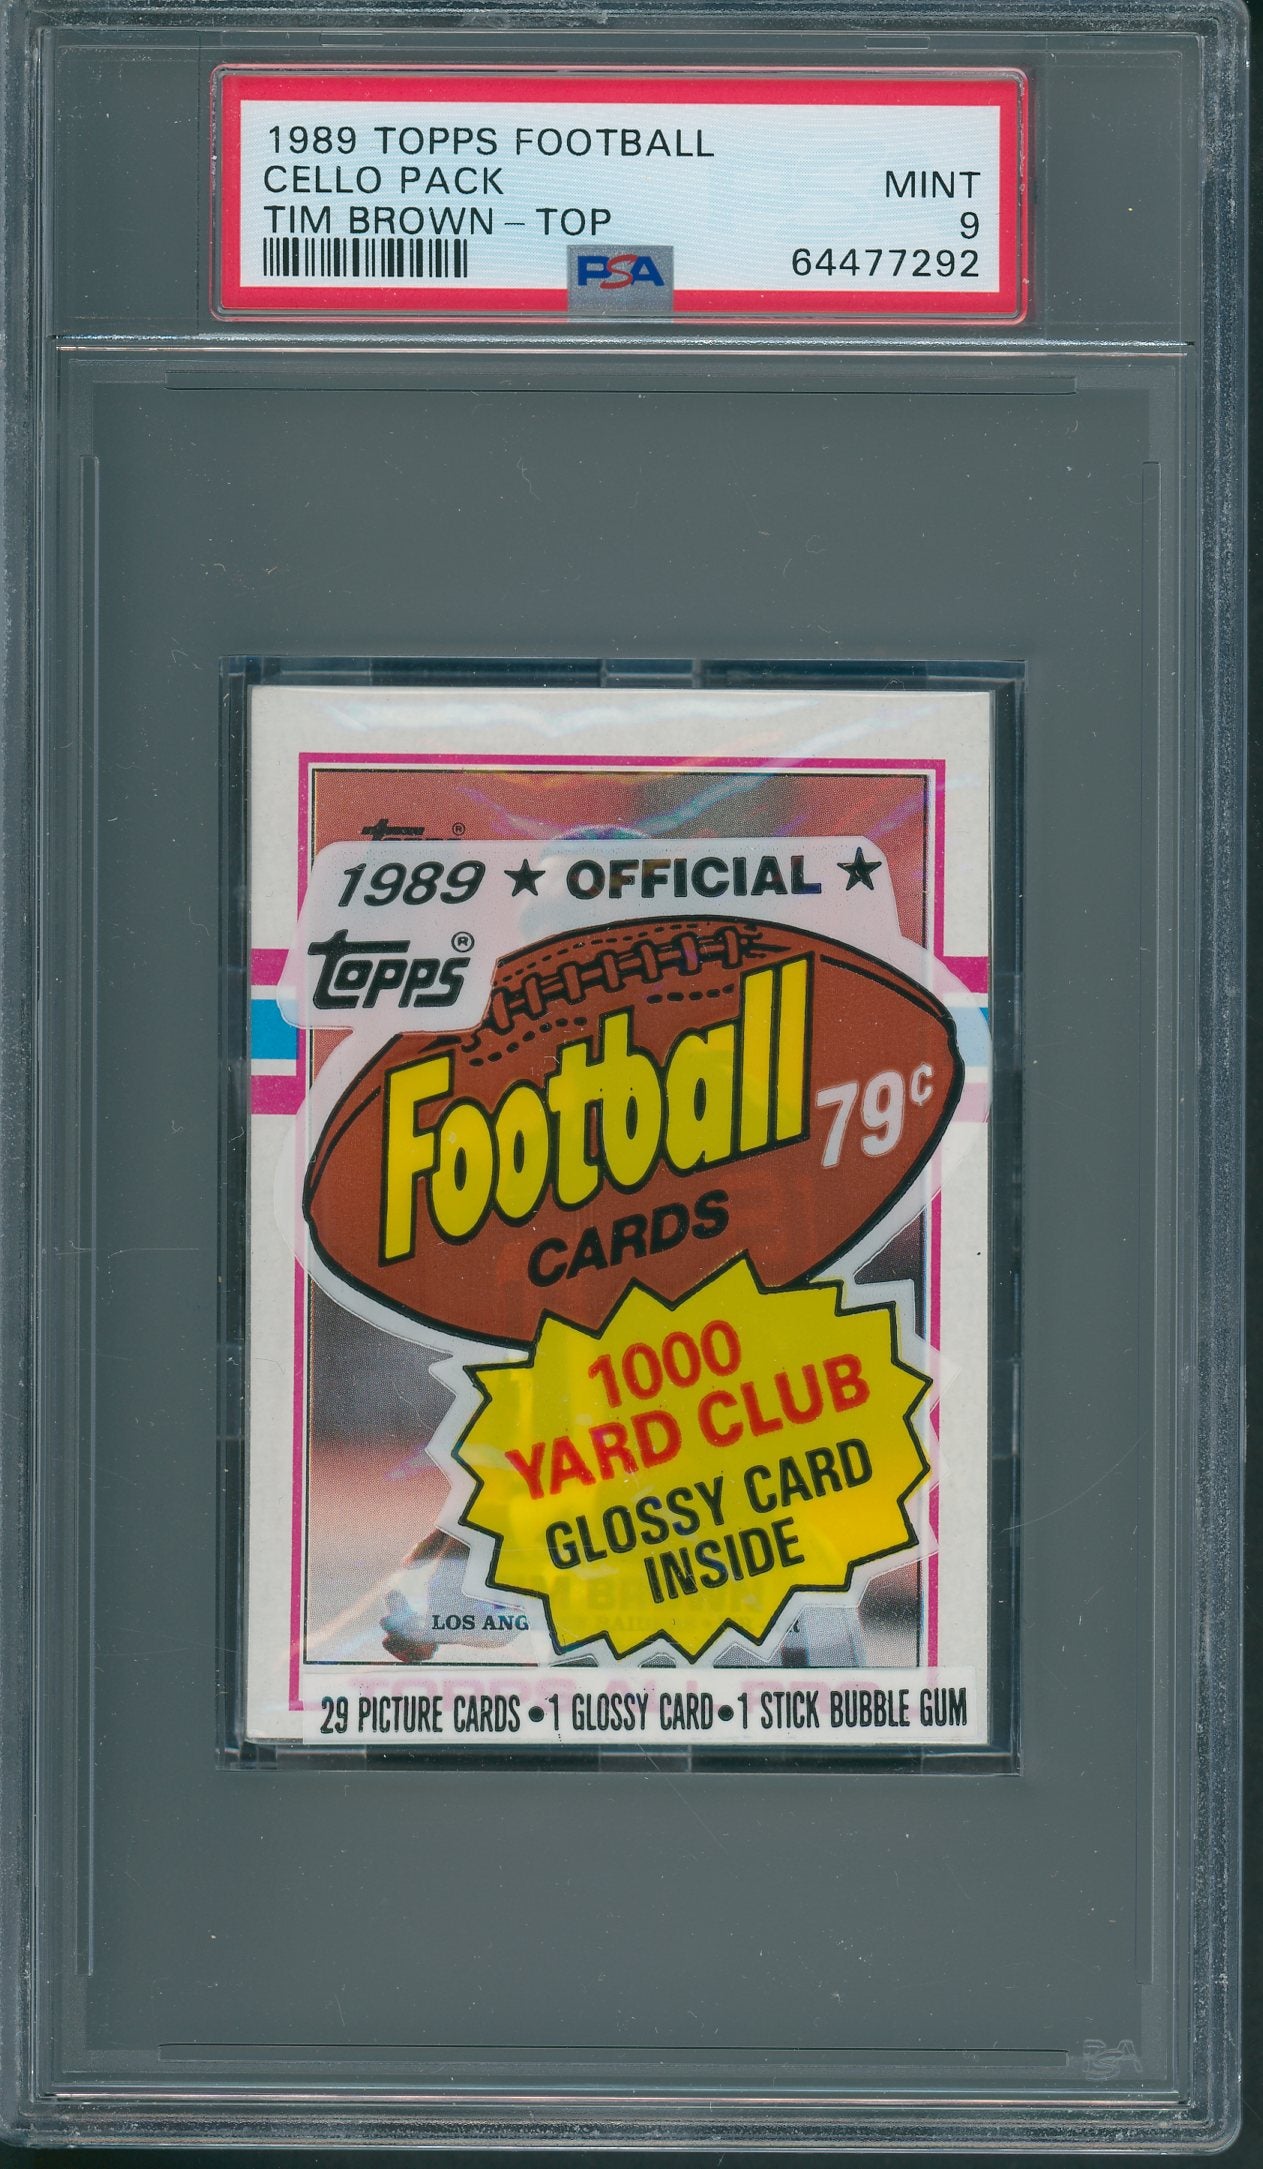 1989 TOPPS FOOTBALL
CELLO PACK
MINT
TIM BROWN - TOP
9
PSA
64477292
1989 ★ OFFICIAL ★
TOPPS®
Football
79¢
CARDS
1000
YARD CLUB
GLOSSY CARD
INSIDE
LOS ANG
29 PICTURE CARDS • 1 GLOSSY CARD • 1 STICK BUBBLE GUM
PSA